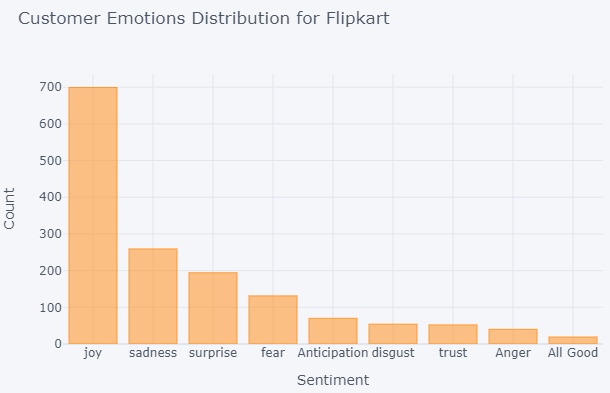 Customer Emotions Distribution for Flipkart
700
600
500
400
300
200
100
0
Count
joy sadness surprise fear Anticipation disgust trust Anger All Good
Sentiment